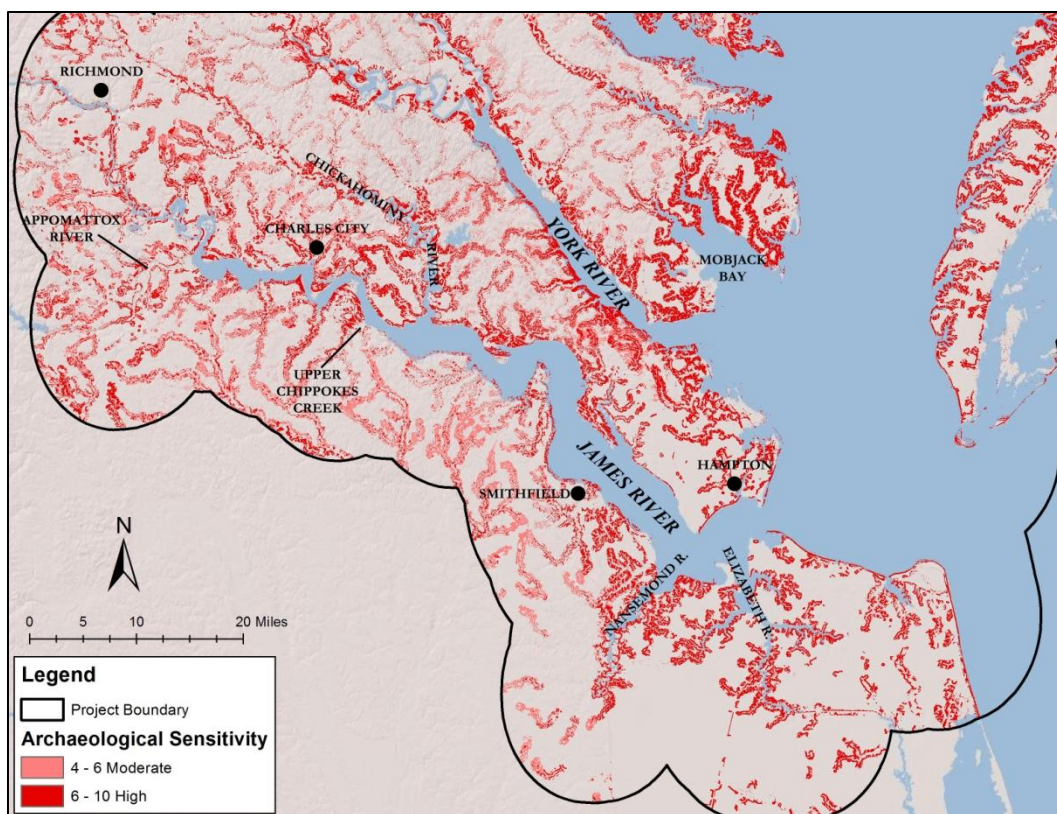 RICHMOND
CHICKAHOMINY
RIVER
APPOMATTOX
RIVER
CHARLES CITY
YORK RIVER
MOBJACK
BAY
UPPER
CHIPPOKES
CREEK
JAMES RIVER
HAMPTON
SMITHFIELD
NANSEMOND R.
ELIZABETH R.
N
0 5 10 20 Miles
Legend
Project Boundary
Archaeological Sensitivity
4 - 6 Moderate
6 - 10 High